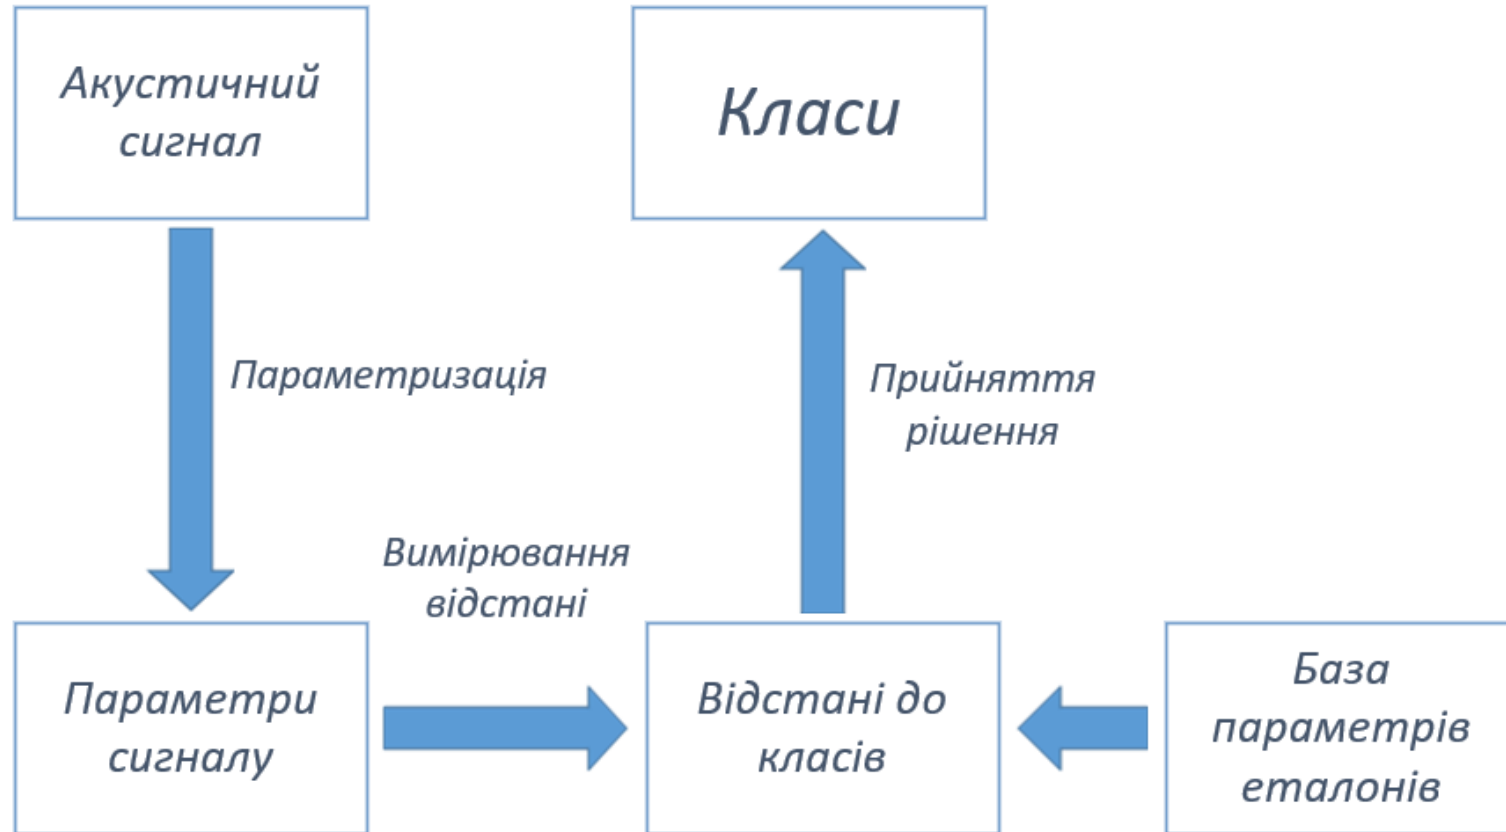 Акустичний
сигнал
Класи
Параметризація
Прийняття
рішення
Вимірювання
відстані
Параметри
сигналу
Відстані до
класів
База
параметрів
еталонів